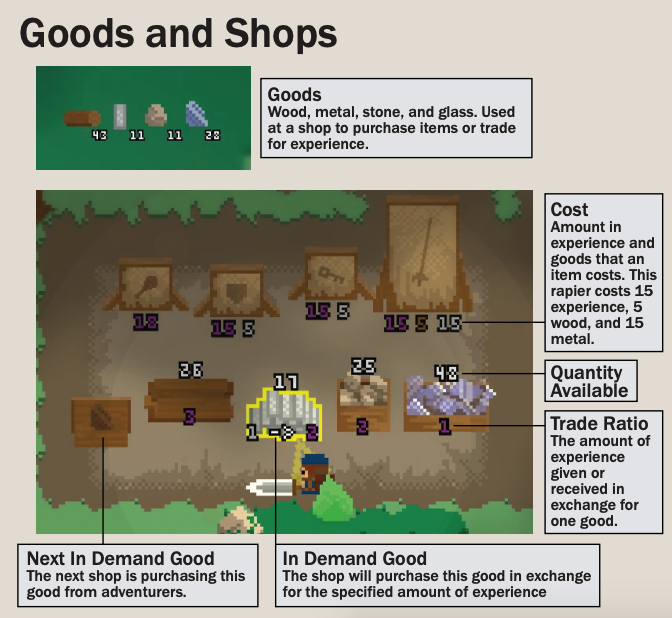 Goods and Shops
43 11 11 28
Goods
Wood, metal, stone, and glass. Used
at a shop to purchase items or trade
for experience.
18
15 5
15 5
15 5 15
Cost
Amount in
experience and
goods that an
item costs. This
rapier costs 15
experience, 5
wood, and 15
metal.
26
17
25
48
Quantity
Available
3
1
2
2
1
Trade Ratio
The amount of
experience
given or
received in
exchange for
one good.
Next In Demand Good
The next shop is purchasing this
good from adventurers.
In Demand Good
The shop will purchase this good in exchange
for the specified amount of experience